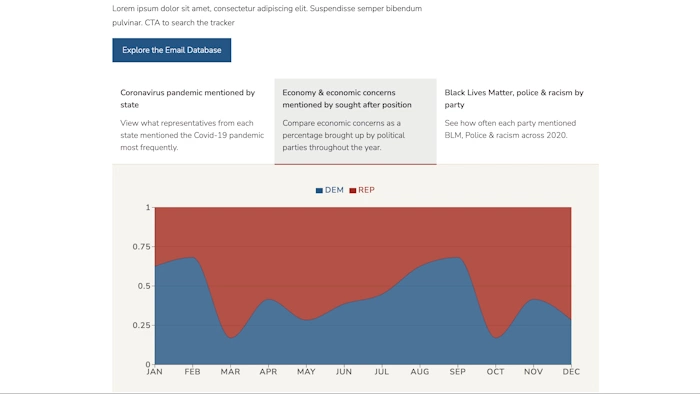 Lorem ipsum dolor sit amet, consectetur adipiscing elit. Suspendisse semper bibendum
pulvinar. CTA to search the tracker
Explore the Email Database
Coronavirus pandemic mentioned by
state
View what representatives from each
state mentioned the Covid-19 pandemic
most frequently.
Economy & economic concerns
mentioned by sought after position
Compare economic concerns as a
percentage brought up by political
parties throughout the year.
Black Lives Matter, police & racism by
party
See how often each party mentioned
BLM, Police & racism across 2020.
DEM REP
1
0.75
0.5
0.25
0
JAN FEB MAR APR MAY JUN JUL AUG SEP OCT NOV DEC